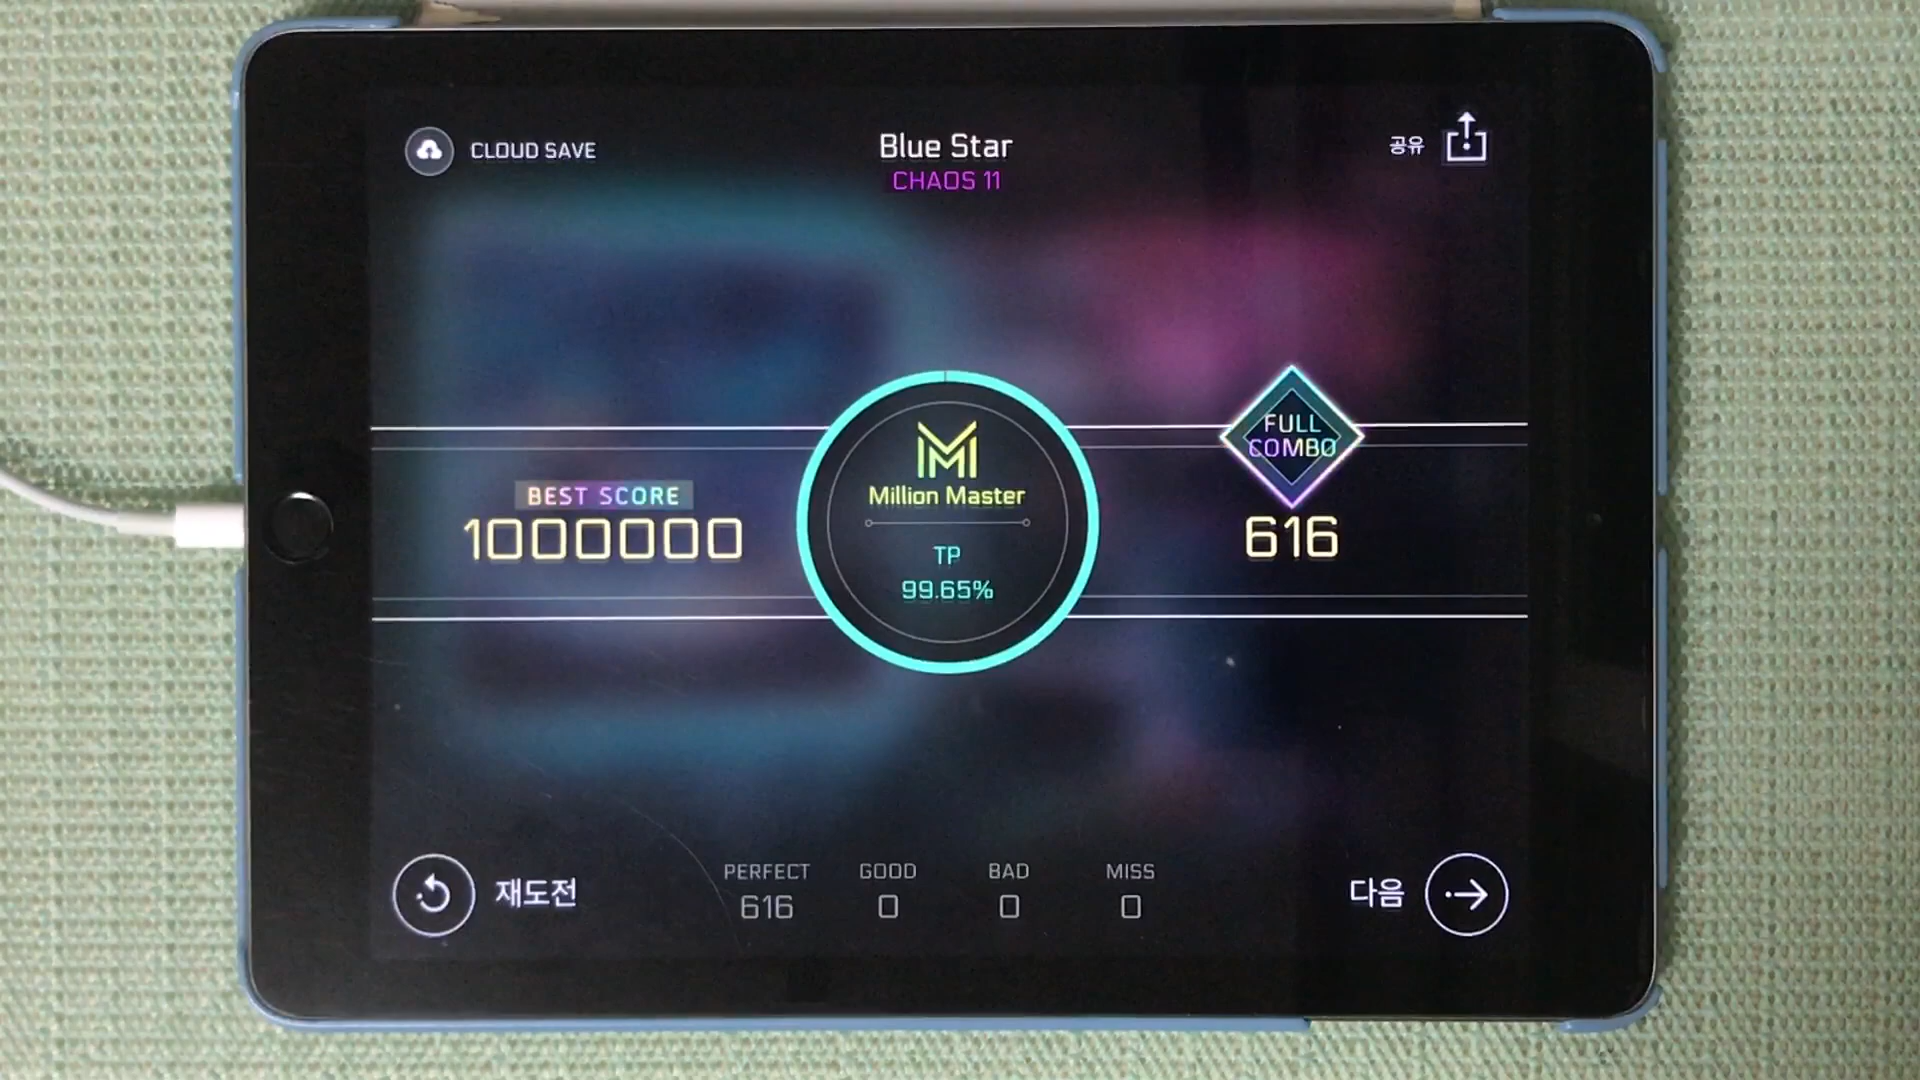 CLOUD SAVE
Blue Star
CHAOS 11
공유
BEST SCORE
1000000
Million Master
TP
99.65%
FULL
COMBO
616
재도전
PERFECT
616
GOOD
0
BAD
0
MISS
0
다음